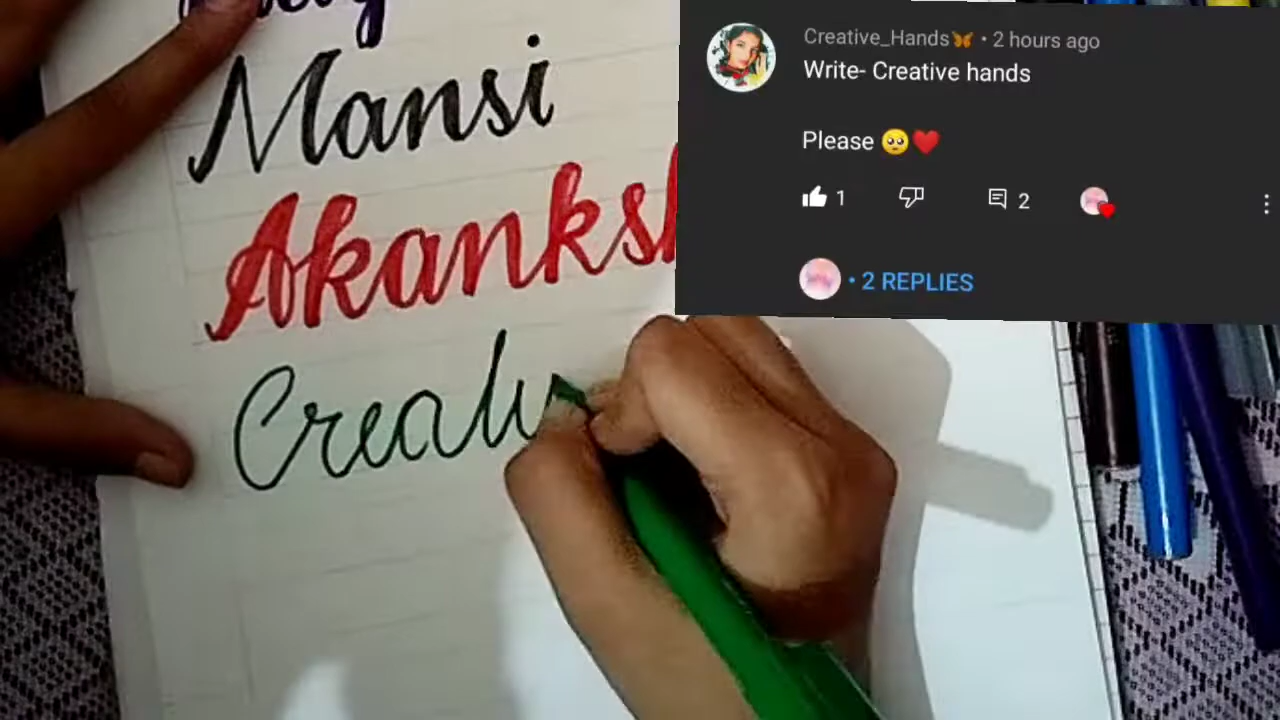 Mansi
Akanksh
Creati
Creative_Hands🦋 • 2 hours ago
Write- Creative hands
Please 🥺❤️
1
2
• 2 REPLIES